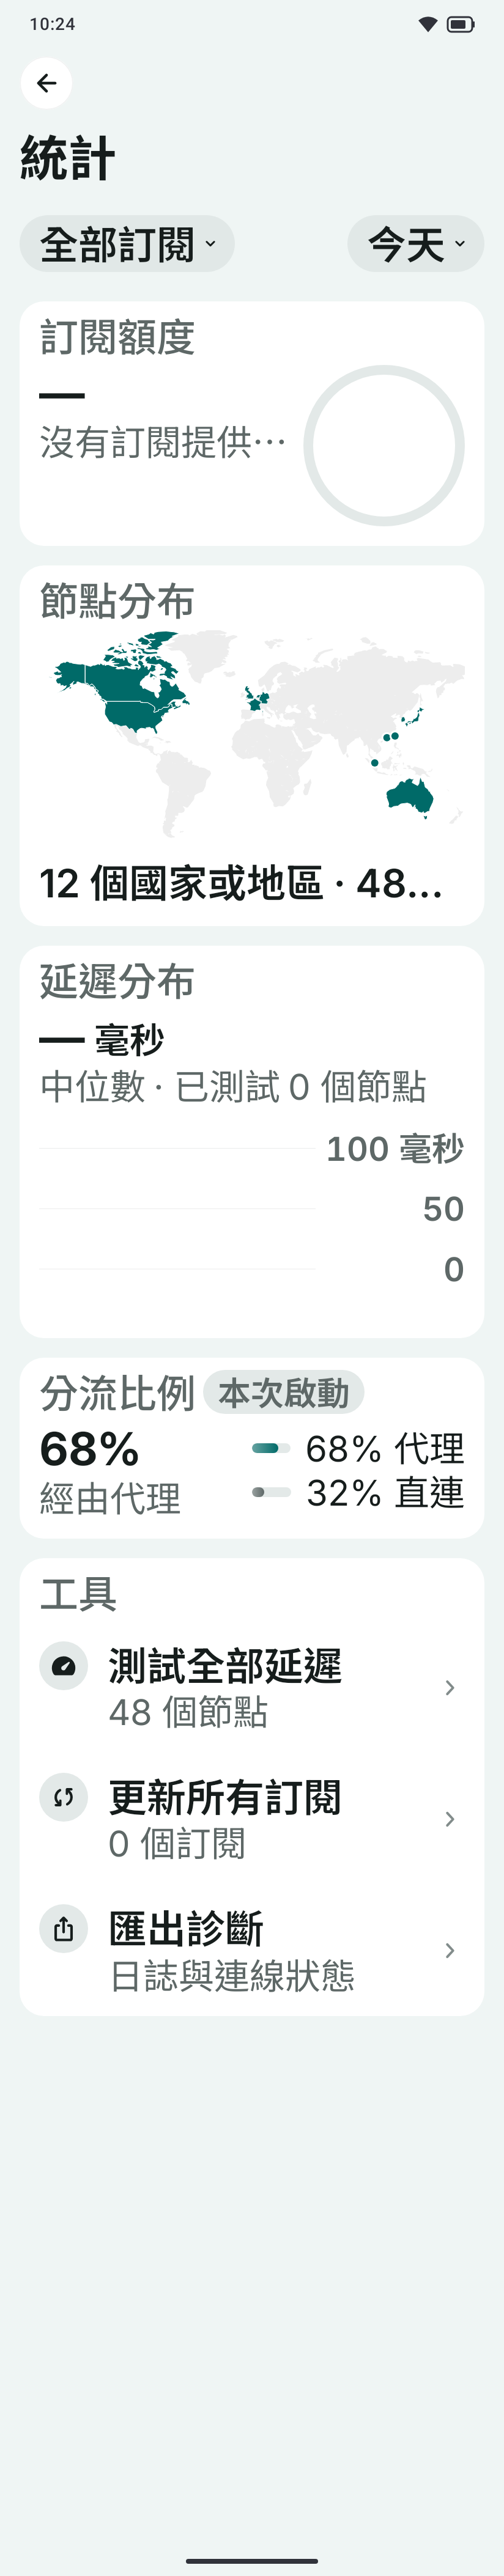 10:24
統計
全部訂閱
今天
訂閱額度
—
沒有訂閱提供…
節點分布
12 個國家或地區 · 48...
延遲分布
— 毫秒
中位數 · 已測試 0 個節點
100 毫秒
50
0
分流比例 本次啟動
68%
經由代理
68% 代理
32% 直連
工具
測試全部延遲
48 個節點
更新所有訂閱
0 個訂閱
匯出診斷
日誌與連線狀態